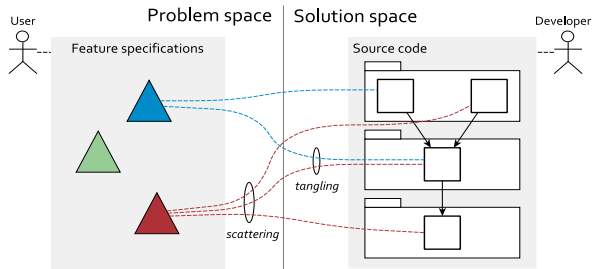 Problem space
Solution space
User
Developer
Feature specifications
Source code
tangling
scattering